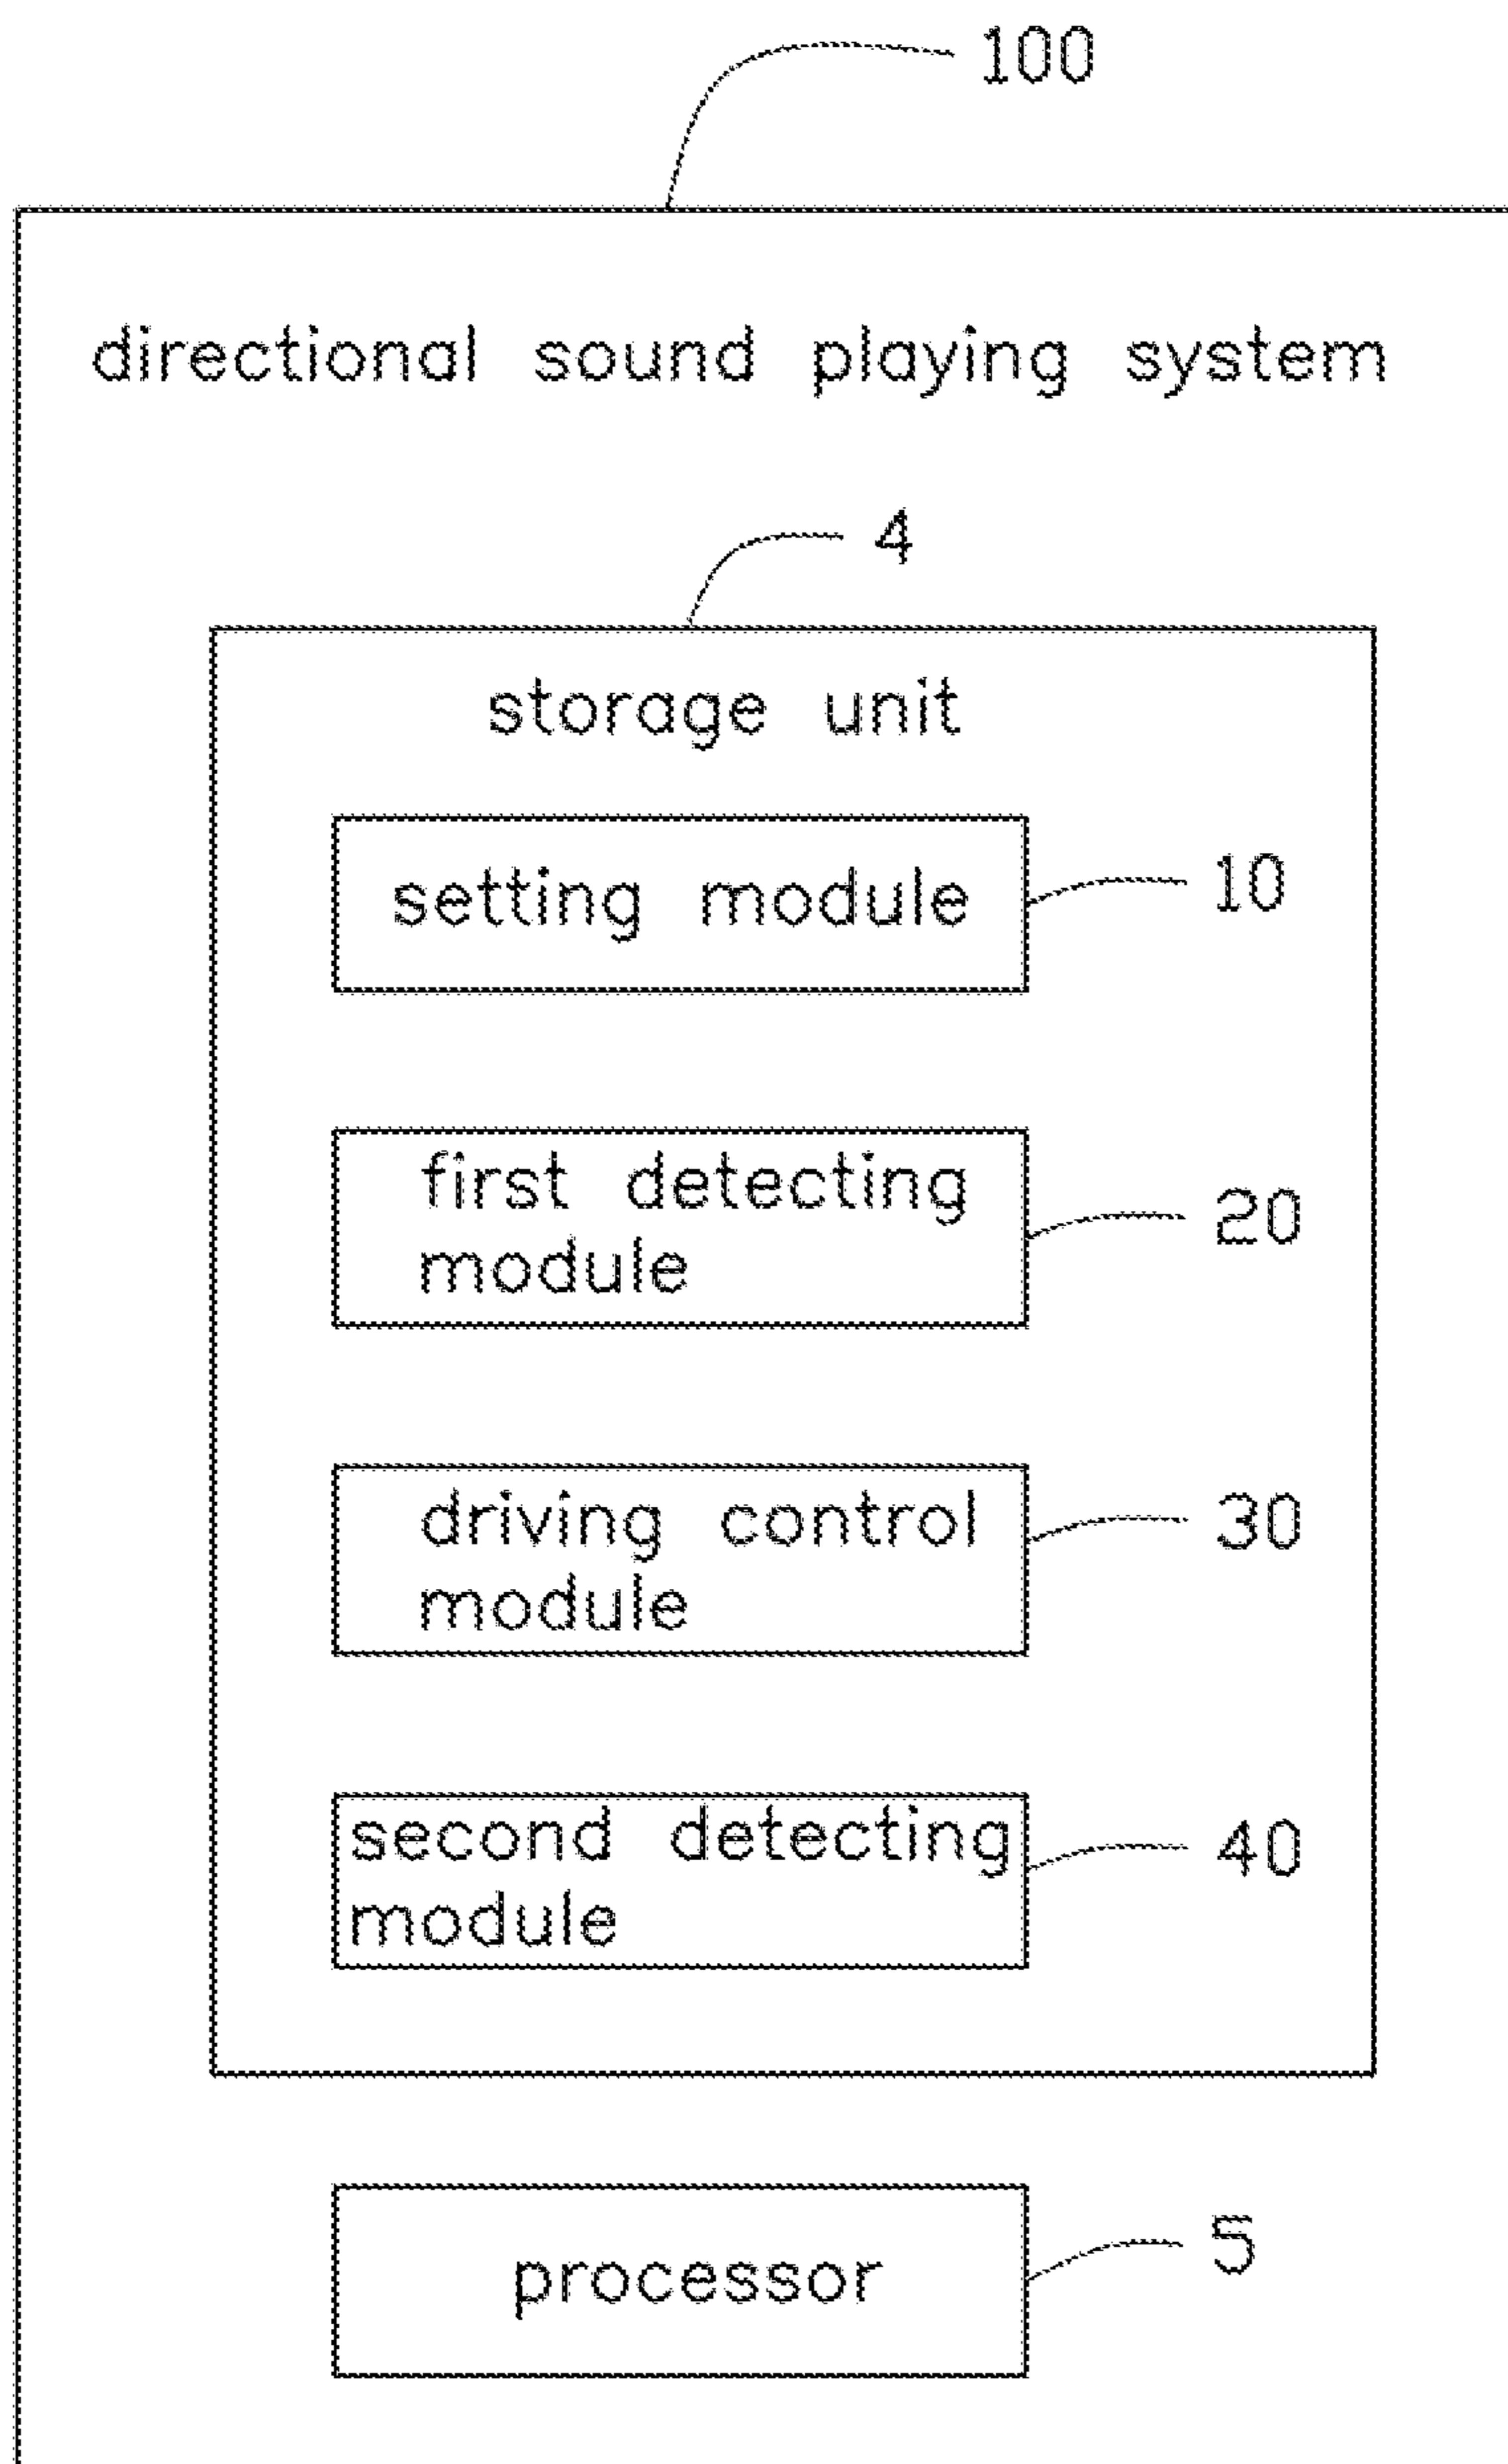 100
directional sound playing system
4
storage unit
setting module
10
first detecting
module
20
driving control
module
30
second detecting
module
40
processor
5